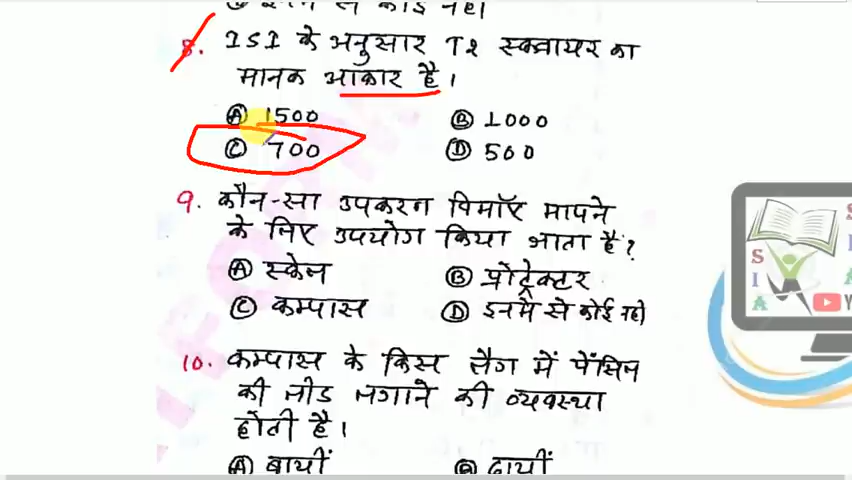 8. ISI के अनुसार T2 स्क्वायर का
मानक आकार है।
Ⓐ 1500 Ⓑ 1000
Ⓒ 700 Ⓓ 500
9. कौन-सा उपकरण विमाँए मापने
के लिए उपयोग किया जाता है?
Ⓐ स्केल Ⓑ प्रोट्रेक्टर
Ⓒ कम्पास Ⓓ इनमें से कोई नहीं
10. कम्पास के किस लैग में पेंसिल
की लीड लगाने की व्यवस्था
होती है।
Ⓐ बायीं Ⓑ दायीं
S
I
A